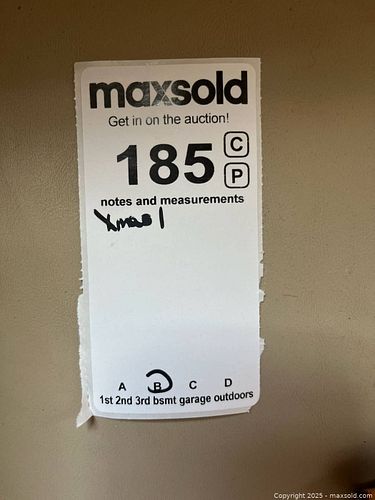 maxsold
Get in on the auction!
185 C
P
notes and measurements
Xmas 1
A B C D
1st 2nd 3rd bsmt garage outdoors
Copyright 2025 - maxsold.com